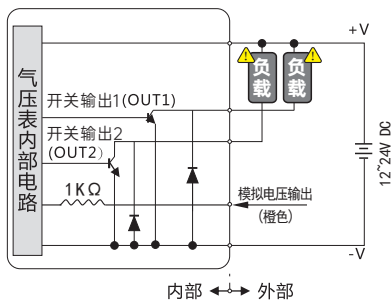 +V
气压表内部电路
开关输出1(OUT1)
开关输出2
(OUT2)
1KΩ
负载
负载
模拟电压输出
(橙色)
12~24V DC
-V
内部
外部